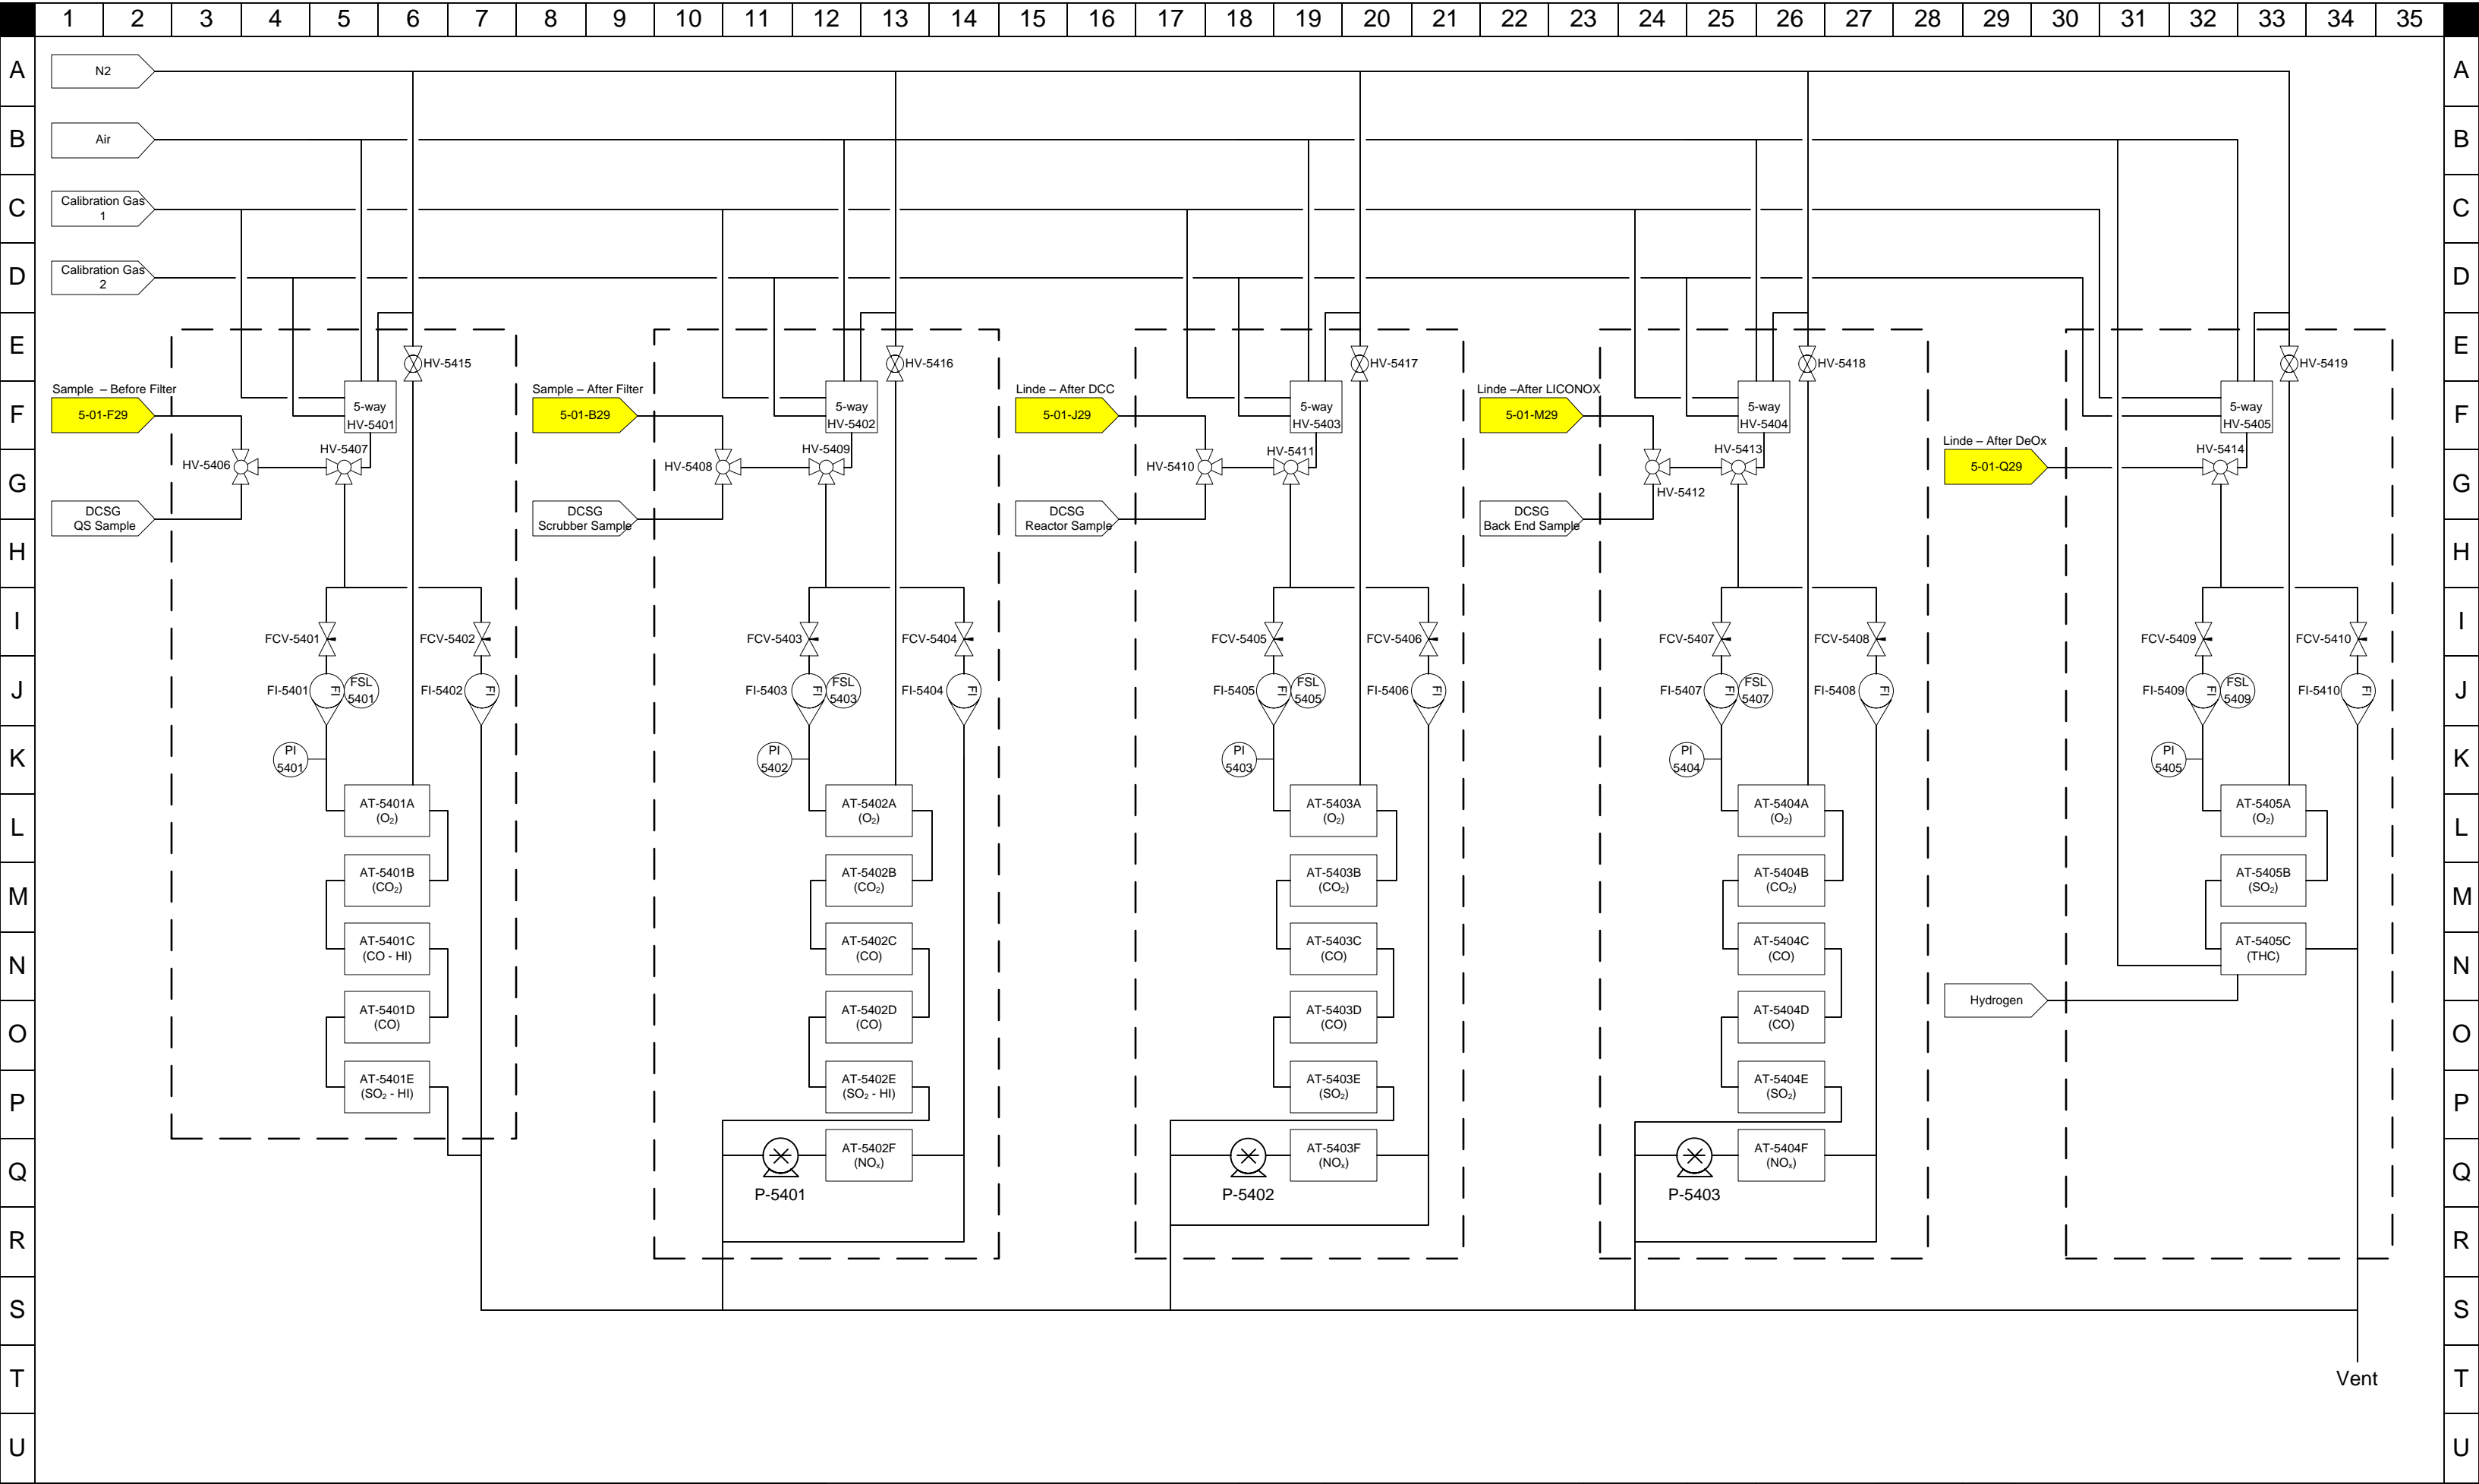 1 2 3 4 5 6 7 8 9 10 11 12 13 14 15 16 17 18 19 20 21 22 23 24 25 26 27 28 29 30 31 32 33 34 35
A N2 A
B Air B
C Calibration Gas C
1
D Calibration Gas D
2
E HV-5415 HV-5416 HV-5417 HV-5418 HV-5419 E
Sample – Before Filter Sample – After Filter Linde – After DCC Linde –After LICONOX
F 5-01-F29 5-way 5-01-B29 5-way 5-01-J29 5-way 5-01-M29 5-way 5-way F
HV-5401 HV-5402 HV-5403 HV-5404 HV-5405
Linde – After DeOx
HV-5407 HV-5409 HV-5411 HV-5413 HV-5414
HV-5406 HV-5408 HV-5410 5-01-Q29
G HV-5412 G
DCSG DCSG DCSG DCSG
QS Sample Scrubber Sample Reactor Sample Back End Sample
H H
I FCV-5401 FCV-5402 FCV-5403 FCV-5404 FCV-5405 FCV-5406 FCV-5407 FCV-5408 FCV-5409 FCV-5410 I
FSL FSL FSL FSL FSL
J FI-5401 FI FI-5402 FI FI-5403 FI FI-5404 FI FI-5405 FI FI-5406 FI FI-5407 FI FI-5408 FI FI-5409 FI FI-5410 FI J
5401 5403 5405 5407 5409
PI PI PI PI PI
K 5401 5402 5403 5404 5405 K
AT-5401A AT-5402A AT-5403A AT-5404A AT-5405A
L (O₂) (O₂) (O₂) (O₂) (O₂) L
AT-5401B AT-5402B AT-5403B AT-5404B AT-5405B
M (CO₂) (CO₂) (CO₂) (CO₂) (SO₂) M
AT-5401C AT-5402C AT-5403C AT-5404C AT-5405C
N (CO - HI) (CO) (CO) (CO) (THC) N
Hydrogen
AT-5401D AT-5402D AT-5403D AT-5404D
O (CO) (CO) (CO) (CO) O
AT-5401E AT-5402E AT-5403E AT-5404E
P (SO₂ - HI) (SO₂ - HI) (SO₂) (SO₂) P
AT-5402F AT-5403F AT-5404F
Q (NOₓ) (NOₓ) (NOₓ) Q
P-5401 P-5402 P-5403
R R
S S
T Vent T
U U